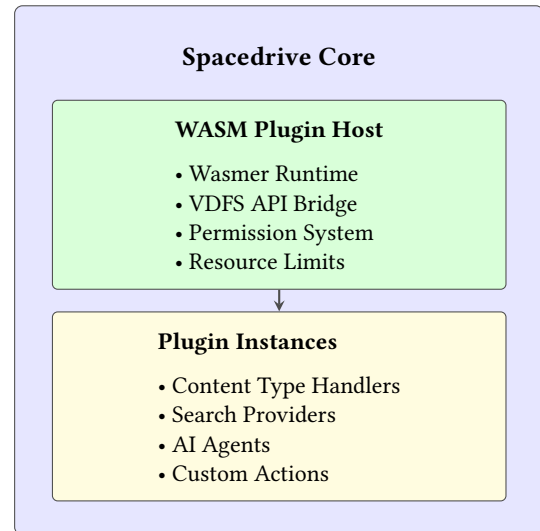 Spacedrive Core
WASM Plugin Host
• Wasmer Runtime
• VDFS API Bridge
• Permission System
• Resource Limits
Plugin Instances
• Content Type Handlers
• Search Providers
• AI Agents
• Custom Actions